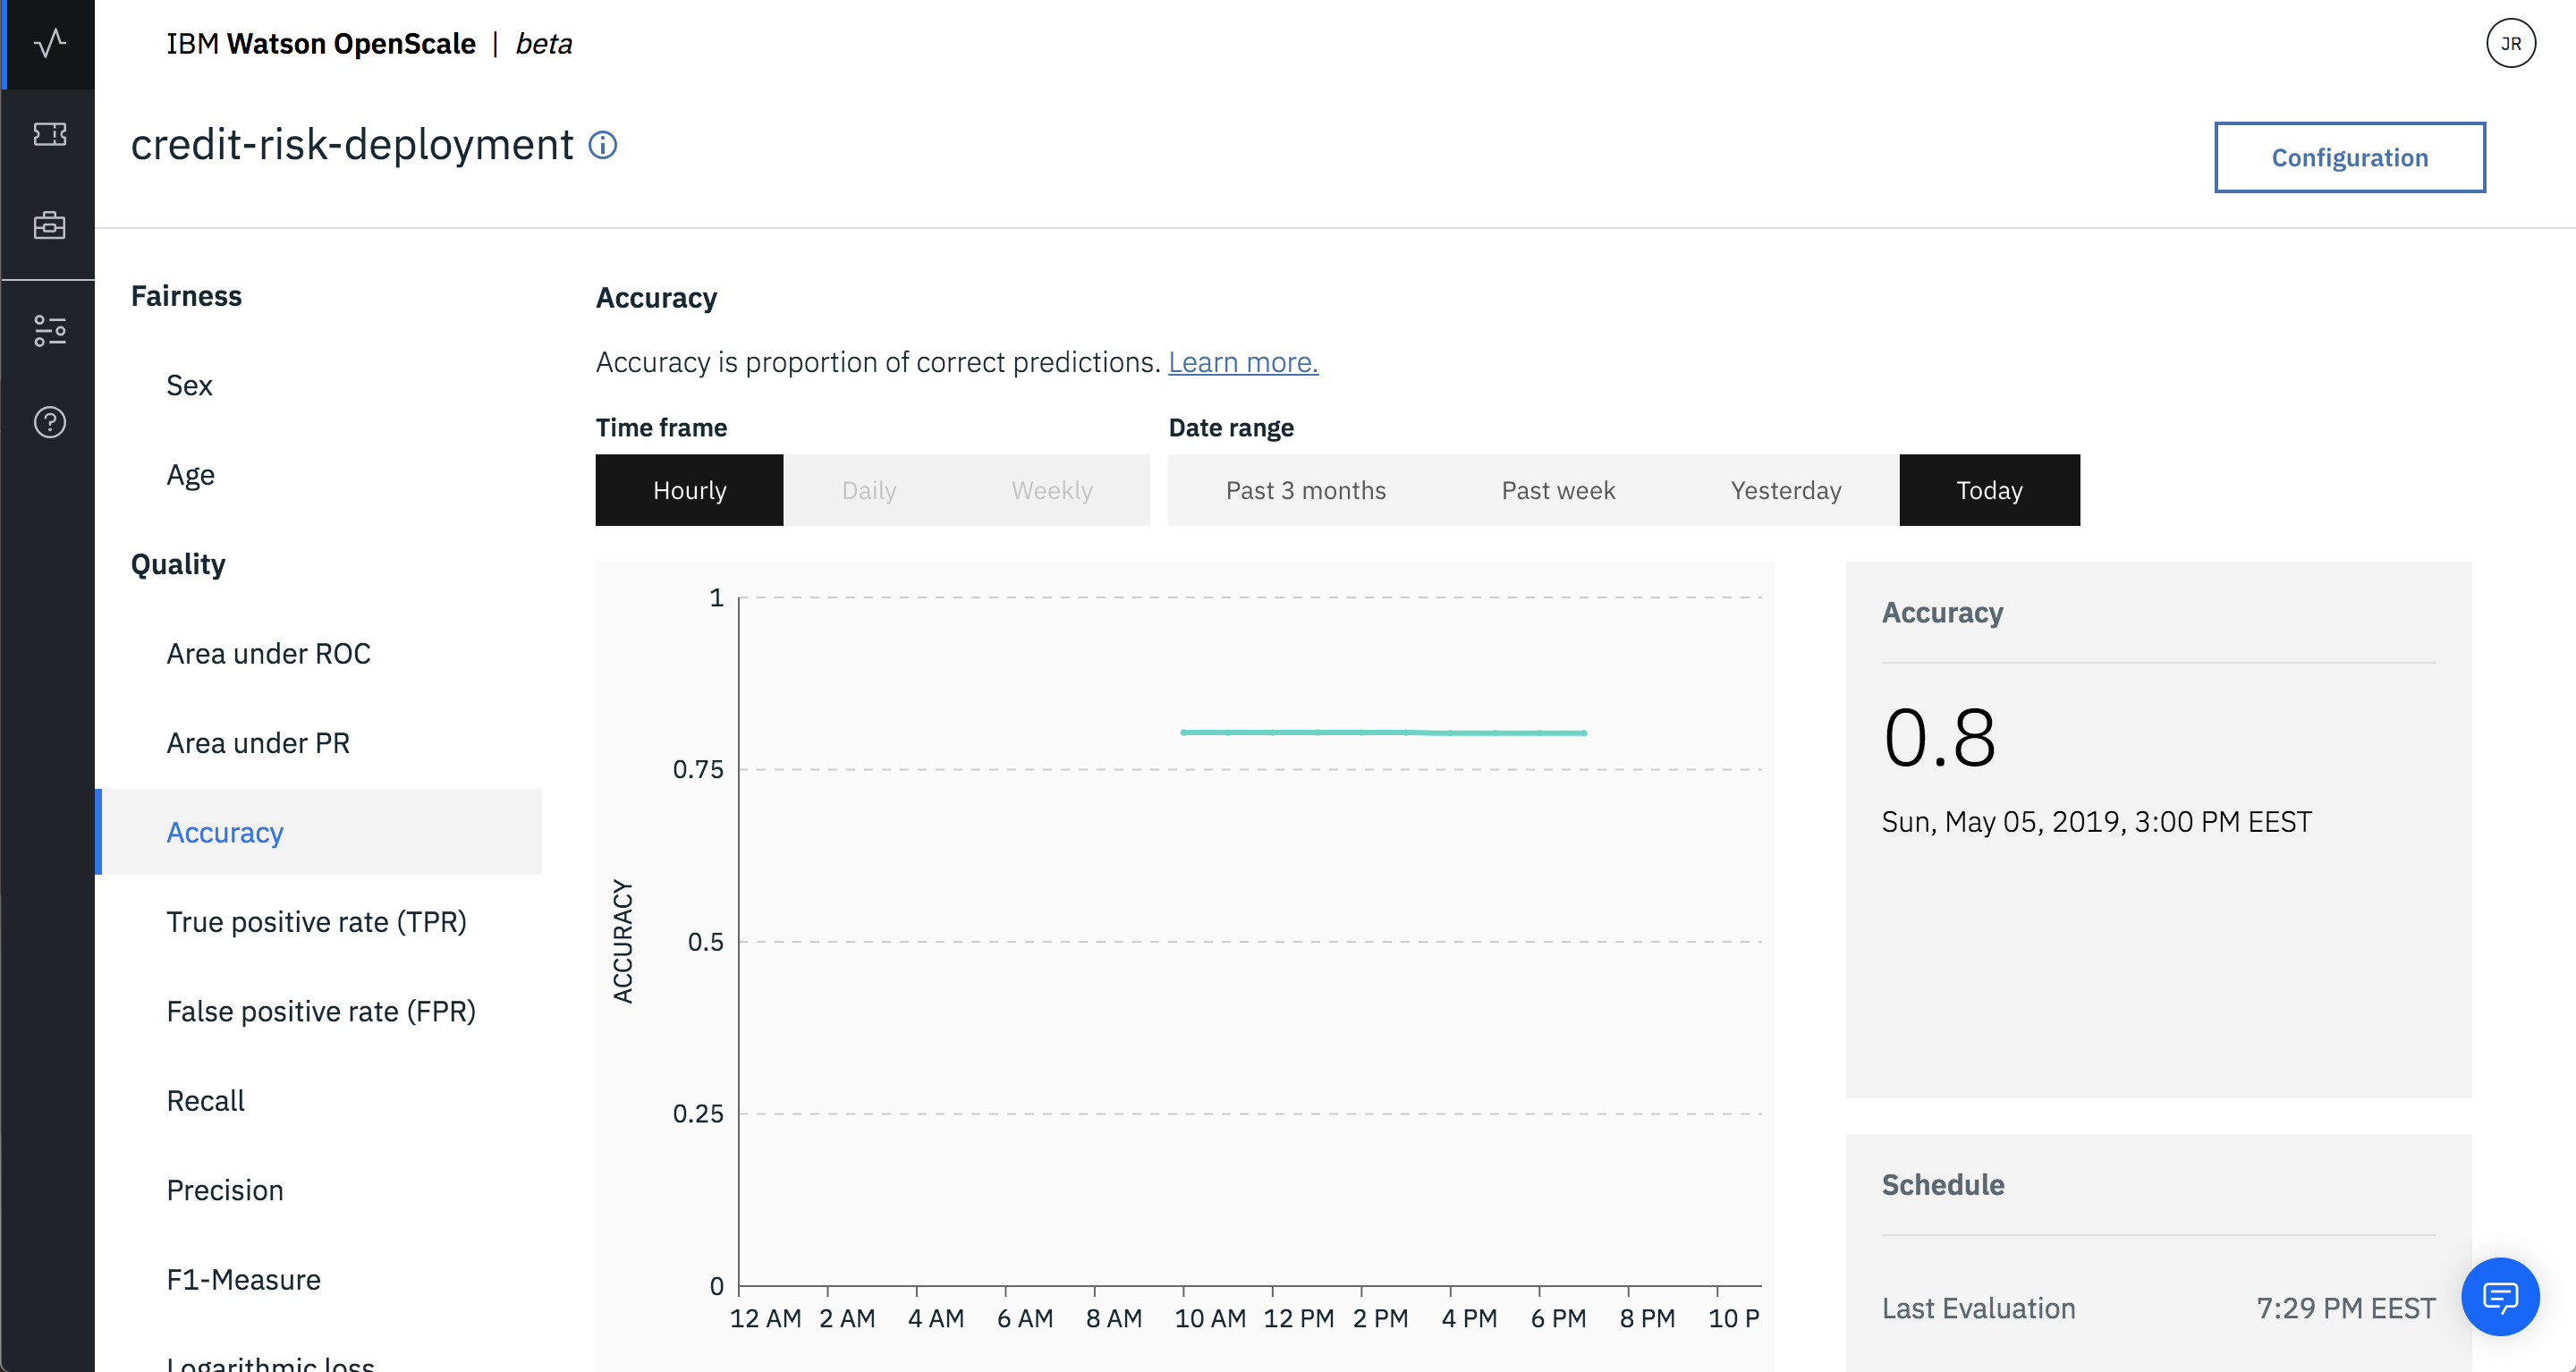 IBM Watson OpenScale | beta
JR
credit-risk-deployment
Configuration
Fairness
Sex
Age
Quality
Area under ROC
Area under PR
Accuracy
True positive rate (TPR)
False positive rate (FPR)
Recall
Precision
F1-Measure
Logarithmic loss
Accuracy
Accuracy is proportion of correct predictions. Learn more.
Time frame
Hourly Daily Weekly
Date range
Past 3 months Past week Yesterday Today
ACCURACY
1
0.75
0.5
0.25
0
12 AM 2 AM 4 AM 6 AM 8 AM 10 AM 12 PM 2 PM 4 PM 6 PM 8 PM 10 P
Accuracy
0.8
Sun, May 05, 2019, 3:00 PM EEST
Schedule
Last Evaluation 7:29 PM EEST